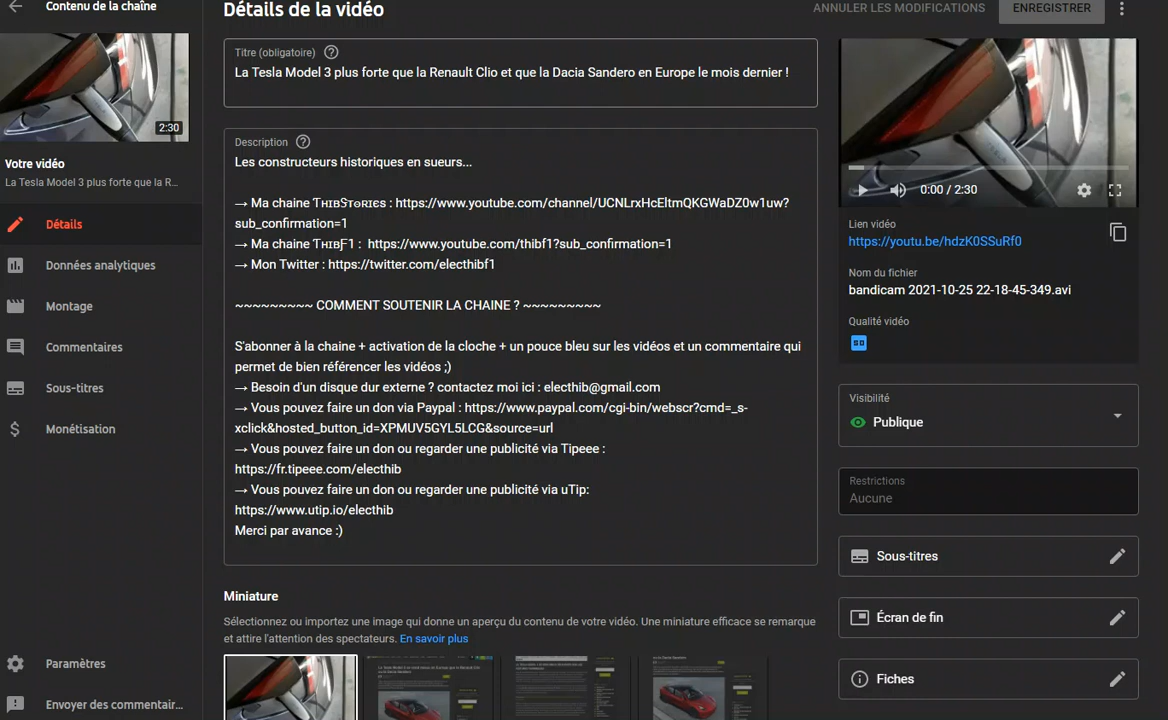 Contenu de la chaîne
2:30
Votre vidéo
La Tesla Model 3 plus forte que la R...
Détails
Données analytiques
Montage
Commentaires
Sous-titres
Monétisation
Paramètres
Envoyer des commentair...
Détails de la vidéo
ANNULER LES MODIFICATIONS
ENREGISTRER
Titre (obligatoire)
La Tesla Model 3 plus forte que la Renault Clio et que la Dacia Sandero en Europe le mois dernier !
Description
Les constructeurs historiques en sueurs...
→ Ma chaine ƬʜɪʙSᴛᴏʀɪᴇs : https://www.youtube.com/channel/UCNLrxHcEltmQKGWaDZ0w1uw?
sub_confirmation=1
→ Ma chaine ƬʜɪʙƑ1 :  https://www.youtube.com/thibf1?sub_confirmation=1
→ Mon Twitter : https://twitter.com/electhibf1
~~~~~~~~~ COMMENT SOUTENIR LA CHAINE ? ~~~~~~~~~
S'abonner à la chaine + activation de la cloche + un pouce bleu sur les vidéos et un commentaire qui
permet de bien référencer les vidéos ;)
→ Besoin d'un disque dur externe ? contactez moi ici : electhib@gmail.com
→ Vous pouvez faire un don via Paypal : https://www.paypal.com/cgi-bin/webscr?cmd=_s-
xclick&hosted_button_id=XPMUV5GYL5LCG&source=url
→ Vous pouvez faire un don ou regarder une publicité via Tipeee :
https://fr.tipeee.com/electhib
→ Vous pouvez faire un don ou regarder une publicité via uTip:
https://www.utip.io/electhib
Merci par avance :)
Miniature
Sélectionnez ou importez une image qui donne un aperçu du contenu de votre vidéo. Une miniature efficace se remarque
et attire l'attention des spectateurs. En savoir plus
0:00 / 2:30
Lien vidéo
https://youtu.be/hdzK0SSuRf0
Nom du fichier
bandicam 2021-10-25 22-18-45-349.avi
Qualité vidéo
SD
Visibilité
Publique
Restrictions
Aucune
Sous-titres
Écran de fin
Fiches